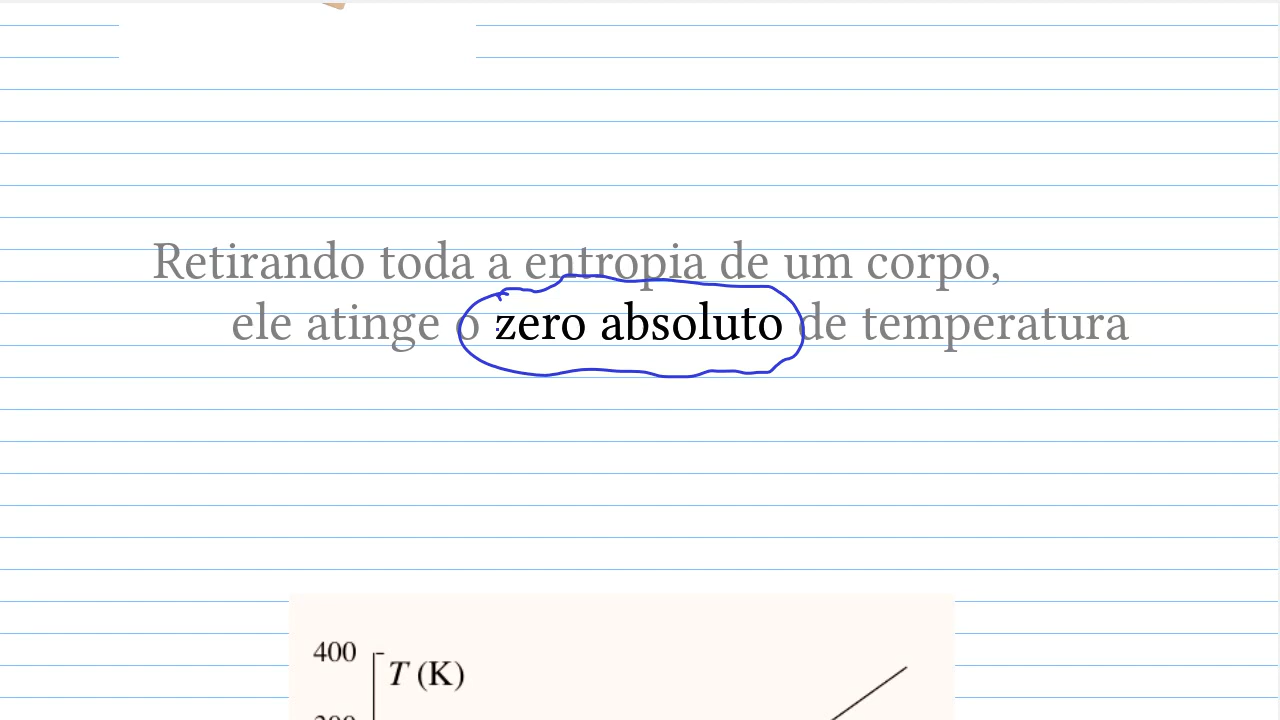 Retirando toda a entropia de um corpo,
ele atinge o zero absoluto de temperatura
400
T (K)